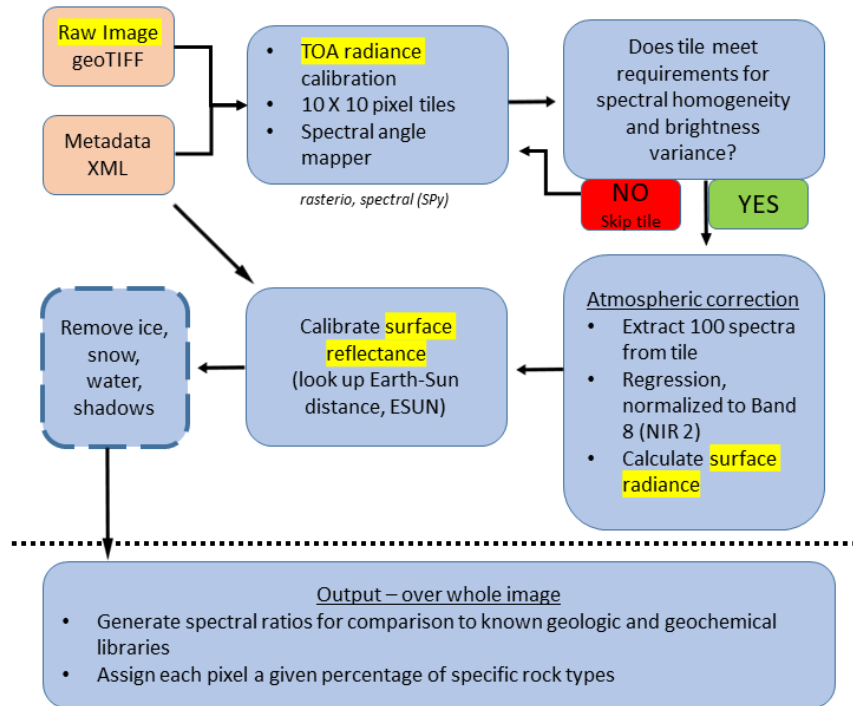 Raw Image
geoTIFF
Metadata
XML
• TOA radiance
calibration
• 10 X 10 pixel tiles
• Spectral angle
mapper
rasterio, spectral (SPy)
Does tile meet
requirements for
spectral homogeneity
and brightness
variance?
NO
Skip tile
YES
Atmospheric correction
• Extract 100 spectra
from tile
• Regression,
normalized to Band
8 (NIR 2)
• Calculate surface
radiance
Calibrate surface
reflectance
(look up Earth-Sun
distance, ESUN)
Remove ice,
snow,
water,
shadows
Output – over whole image
• Generate spectral ratios for comparison to known geologic and geochemical
libraries
• Assign each pixel a given percentage of specific rock types